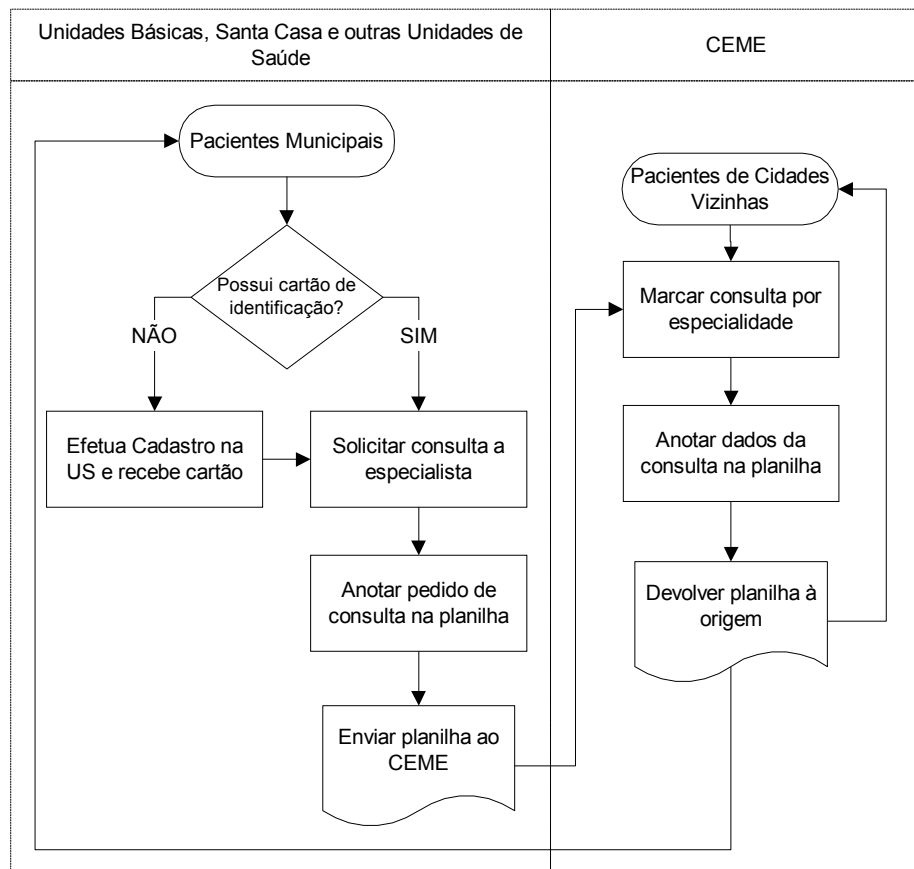 Unidades Básicas, Santa Casa e outras Unidades de
Saúde
CEME
Pacientes Municipais
Possui cartão de
identificação?
NÃO
SIM
Efetua Cadastro na
US e recebe cartão
Solicitar consulta a
especialista
Anotar pedido de
consulta na planilha
Enviar planilha ao
CEME
Pacientes de Cidades
Vizinhas
Marcar consulta por
especialidade
Anotar dados da
consulta na planilha
Devolver planilha à
origem